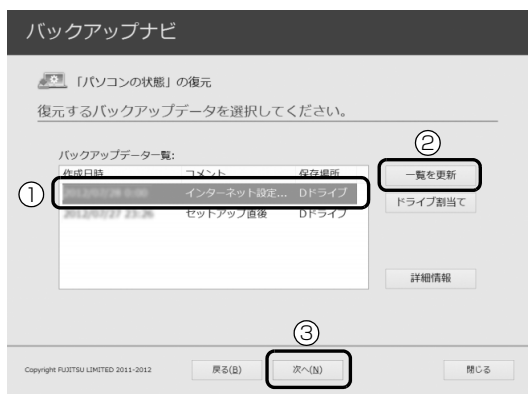 バックアップナビ
「パソコンの状態」の復元
復元するバックアップデータを選択してください。
②
バックアップデータ一覧:
作成日時 コメント 保存場所 一覧を更新
① インターネット設定... Dドライブ
ドライブ割当て
セットアップ直後 Dドライブ
詳細情報
③
Copyright FUJITSU LIMITED 2011-2012 戻る(B) 次へ(N) 閉じる